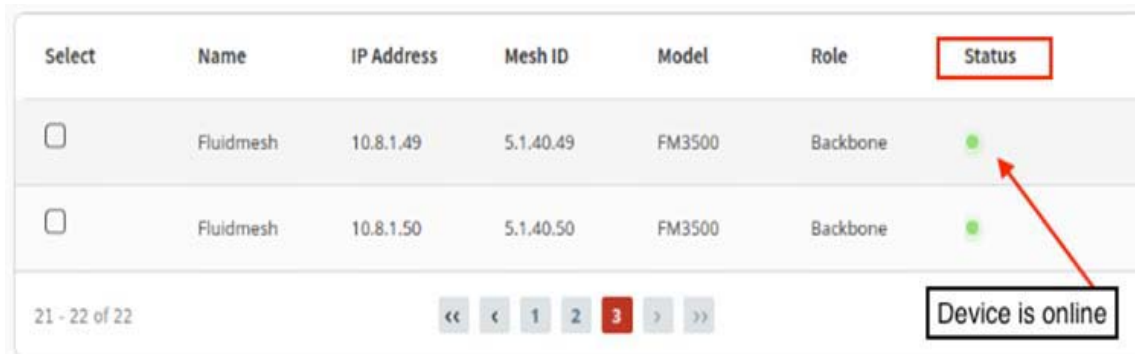 Select Name IP Address Mesh ID Model Role Status
Fluidmesh 10.8.1.49 5.1.40.49 FM3500 Backbone
Fluidmesh 10.8.1.50 5.1.40.50 FM3500 Backbone
21 - 22 of 22 ‹‹ ‹ 1 2 3 › ››
Device is online